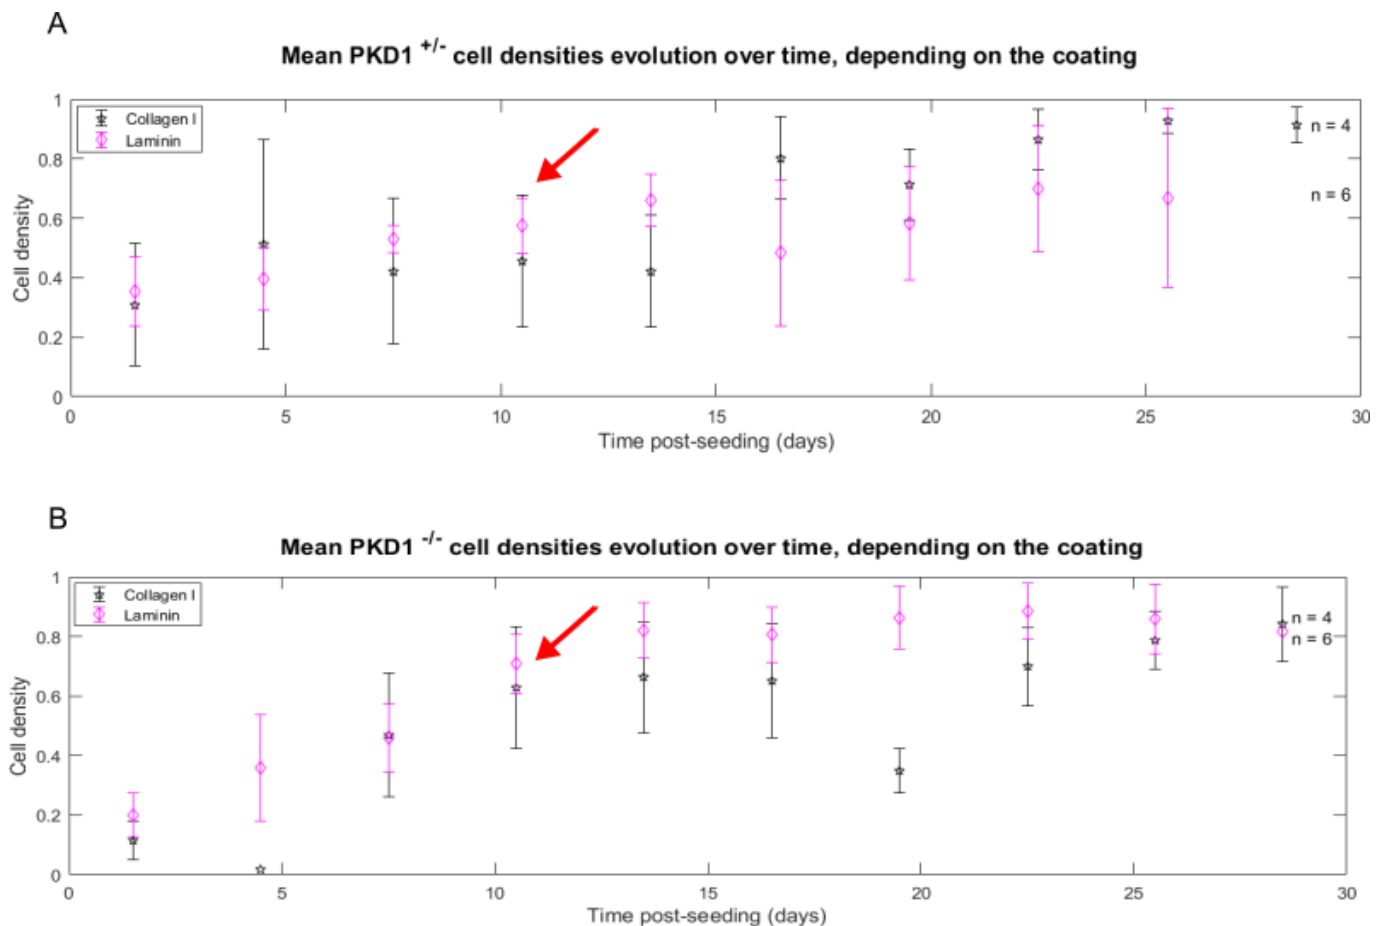 A
Mean PKD1 +/- cell densities evolution over time, depending on the coating
Collagen I
Laminin
n = 4
n = 6
1
0.8
0.6
0.4
0.2
0
Cell density
0 5 10 15 20 25 30
Time post-seeding (days)
B
Mean PKD1 -/- cell densities evolution over time, depending on the coating
Collagen I
Laminin
n = 4
n = 6
1
0.8
0.6
0.4
0.2
0
Cell density
0 5 10 15 20 25 30
Time post-seeding (days)